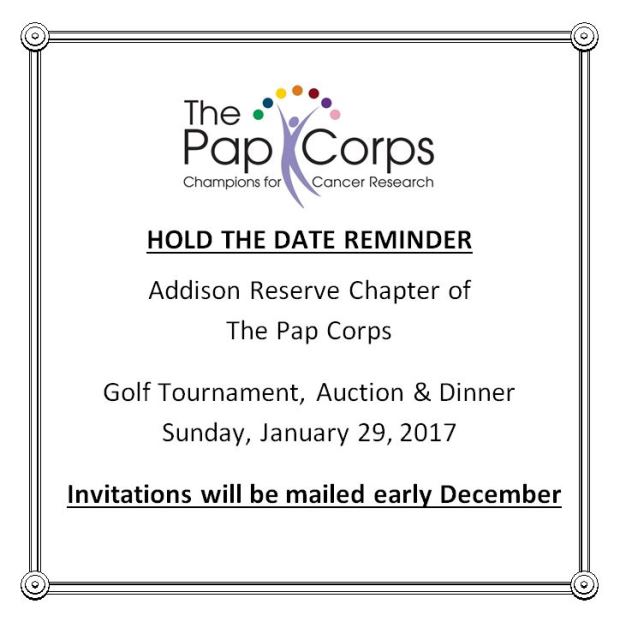 The
Pap Corps
Champions for Cancer Research
HOLD THE DATE REMINDER
Addison Reserve Chapter of
The Pap Corps
Golf Tournament, Auction & Dinner
Sunday, January 29, 2017
Invitations will be mailed early December